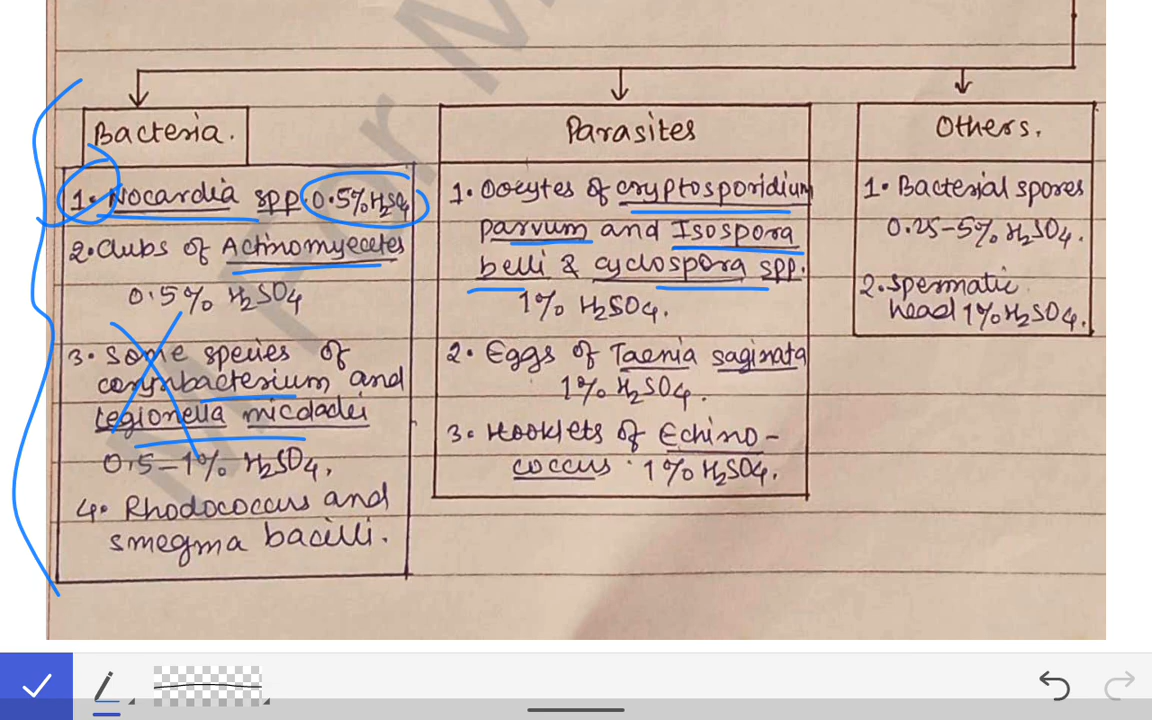 Bacteria.
1. Nocardia spp. 0.5% H₂SO₄
2. Clubs of Actinomycetes
0.5% H₂SO₄
3. Some species of
corynbacterium and
Legionella micdadei
0.5-1% H₂SO₄.
4. Rhodococcus and
smegma bacilli.
Parasites
1. Oocytes of cryptosporidium
parvum and Isospora
belli & cyclospora spp.
1% H₂SO₄.
2. Eggs of Taenia saginata
1% H₂SO₄.
3. Hooklets of Echino-
coccus. 1% H₂SO₄.
Others.
1. Bacterial spores
0.25-5% H₂SO₄.
2. Spermatic
head 1% H₂SO₄.